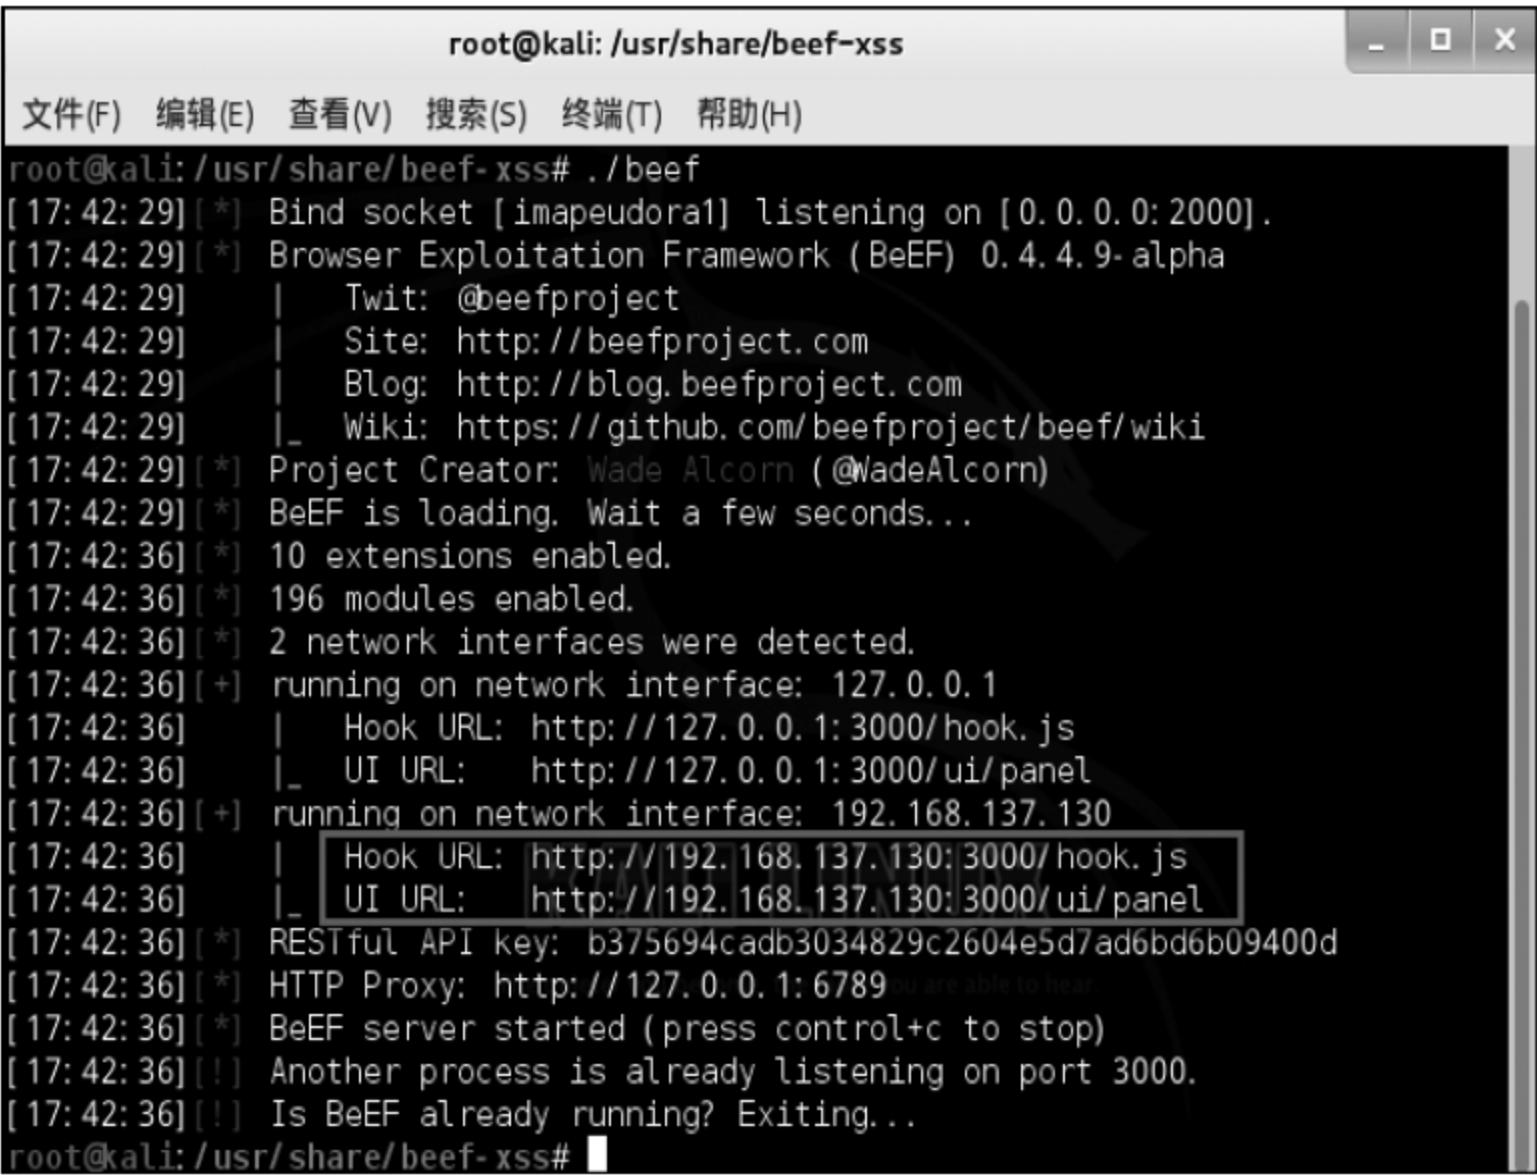 root@kali: /usr/share/beef-xss
文件(F) 编辑(E) 查看(V) 搜索(S) 终端(T) 帮助(H)
root@kali:/usr/share/beef-xss# ./beef
[17:42:29][*] Bind socket [imapeudora1] listening on [0.0.0.0:2000].
[17:42:29][*] Browser Exploitation Framework (BeEF) 0.4.4.9-alpha
[17:42:29]    |   Twit: @beefproject
[17:42:29]    |   Site: http://beefproject.com
[17:42:29]    |   Blog: http://blog.beefproject.com
[17:42:29]    |_  Wiki: https://github.com/beefproject/beef/wiki
[17:42:29][*] Project Creator: Wade Alcorn (@WadeAlcorn)
[17:42:29][*] BeEF is loading. Wait a few seconds...
[17:42:36][*] 10 extensions enabled.
[17:42:36][*] 196 modules enabled.
[17:42:36][*] 2 network interfaces were detected.
[17:42:36][+] running on network interface: 127.0.0.1
[17:42:36]    |   Hook URL: http://127.0.0.1:3000/hook.js
[17:42:36]    |_  UI URL:   http://127.0.0.1:3000/ui/panel
[17:42:36][+] running on network interface: 192.168.137.130
[17:42:36]    |   Hook URL: http://192.168.137.130:3000/hook.js
[17:42:36]    |_  UI URL:   http://192.168.137.130:3000/ui/panel
[17:42:36][*] RESTful API key: b375694cadb3034829c2604e5d7ad6bd6b09400d
[17:42:36][*] HTTP Proxy: http://127.0.0.1:6789
[17:42:36][*] BeEF server started (press control+c to stop)
[17:42:36][!] Another process is already listening on port 3000.
[17:42:36][!] Is BeEF already running? Exiting...
root@kali:/usr/share/beef-xss#